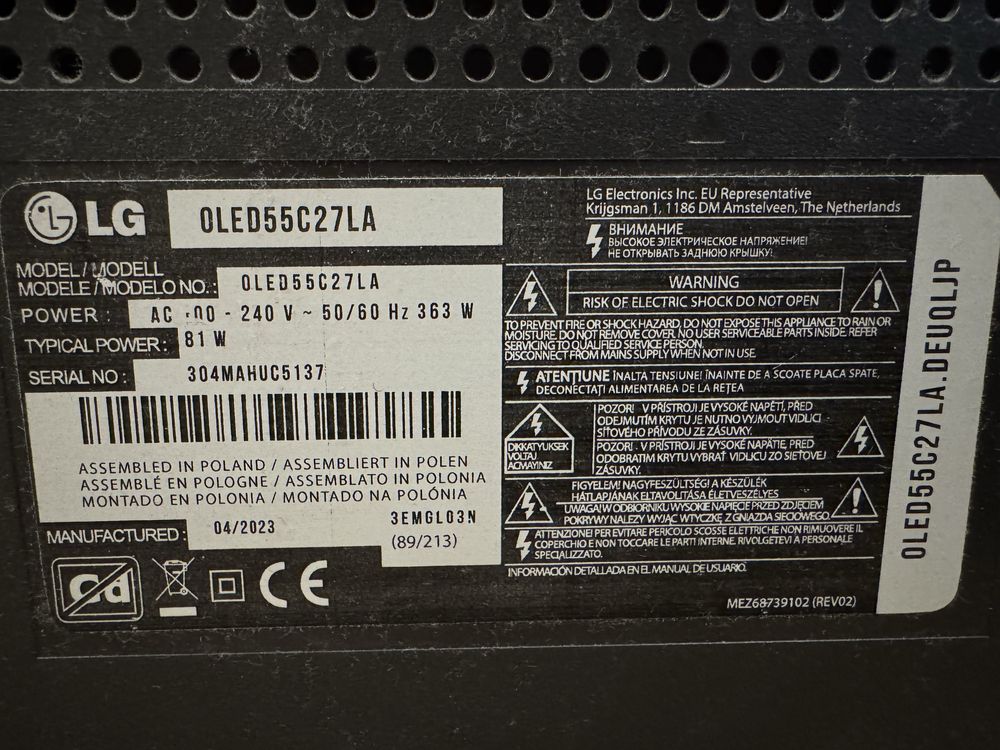 LG
OLED55C27LA
MODEL / MODELL
MODELE / MODELO NO. : OLED55C27LA
POWER : AC 100 - 240 V ~ 50/60 Hz 363 W
TYPICAL POWER : 81 W
SERIAL NO : 304MAHUC5137
ASSEMBLED IN POLAND / ASSEMBLIERT IN POLEN
ASSEMBLÉ EN POLOGNE / ASSEMBLATO IN POLONIA
MONTADO EN POLONIA / MONTADO NA POLÓNIA
MANUFACTURED : 04/2023
3EMGL03N
(89/213)
Cd
CE
LG Electronics Inc. EU Representative
Krijgsman 1, 1186 DM Amstelveen, The Netherlands
ВНИМАНИЕ
ВЫСОКОЕ ЭЛЕКТРИЧЕСКОЕ НАПРЯЖЕНИЕ!
НЕ ОТКРЫВАТЬ ЗАДНЮЮ КРЫШКУ!
WARNING
RISK OF ELECTRIC SHOCK DO NOT OPEN
TO PREVENT FIRE OR SHOCK HAZARD. DO NOT EXPOSE THIS APPLIANCE TO RAIN OR
MOISTURE. DO NOT REMOVE COVER. NO USER SERVICEABLE PARTS INSIDE. REFER
SERVICING TO QUALIFIED SERVICE PERSON.
DISCONNECT FROM MAINS SUPPLY WHEN NOT IN USE.
ATENŢIUNE ÎNALTA TENSIUNE! ÎNAINTE DE A SCOATE PLACA SPATE,
DECONECTAŢI ALIMENTAREA DE LA REŢEA
DIKKATYUKSEK
VOLTAJ
ACMAYINIZ
POZOR! V PŘÍSTROJI JE VYSOKÉ NAPĚTÍ, PŘED
ODEJMUTÍM KRYTU JE NUTNO VYJMOUT VIDLICI
SÍŤOVÉHO PŘÍVODU ZE ZÁSUVKY.
POZOR! V PRÍSTROJI JE VYSOKÉ NAPÄTIE, PRED
ODOBRATÍM KRYTU VYBRAŤ VIDLICU ZO SIEŤOVEJ
ZÁSUVKY.
FIGYELEM! NAGYFESZÜLTSÉG! A KÉSZÜLÉK
HÁTLAPJÁNAK ELTAVOLÍTÁSA ÉLETVESZÉLYES
UWAGA! W ODBIORNIKU WYSOKIE NAPIĘCIE PRZED ZDJĘCIEM
POKRYWY NALEŻY WYJĄĆ WTYCZKĘ Z GNIAZDA SIECIOWEGO.
ATTENZIONE! PER EVITARE PERICOLO SCOSSE ELETTRICHE NON RIMUOVERE IL
COPERCHIO E NON TOCCARE LE PARTI INTERNE. RIVOLGETEVI A PERSONALE
SPECIALIZZATO.
INFORMACIÓN DETALLADA EN EL MANUAL DE USUARIO.
MEZ68739102 (REV02)
OLED55C27LA.DEUQLJP